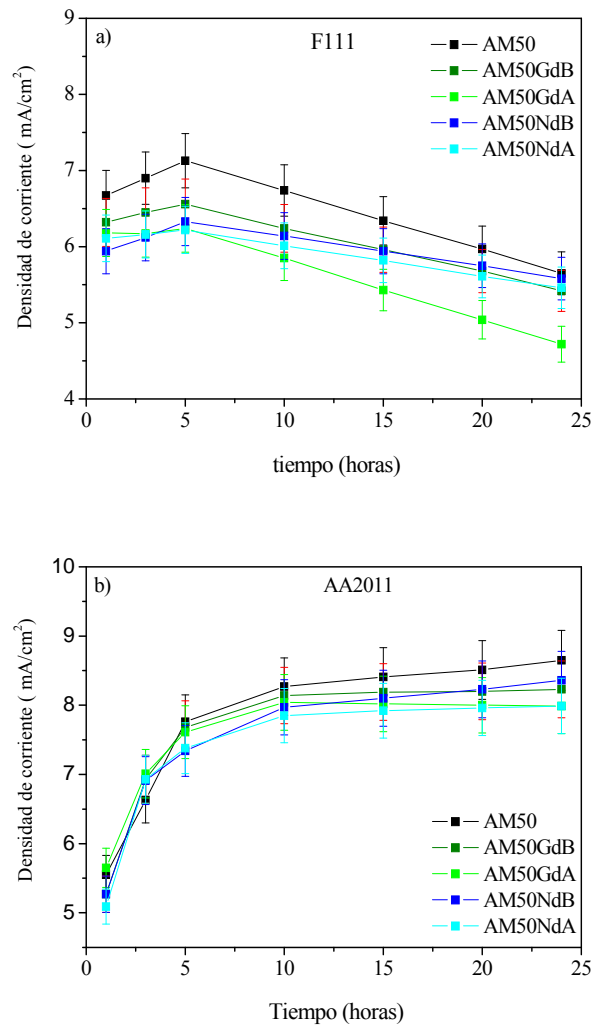 a)
F111
AM50
AM50GdB
AM50GdA
AM50NdB
AM50NdA
9
8
7
6
5
4
Densidad de corriente ( mA/cm²)
0
5
10
15
20
25
tiempo (horas)
b)
AA2011
10
9
8
7
6
5
Densidad de corriente ( mA/cm²)
AM50
AM50GdB
AM50GdA
AM50NdB
AM50NdA
0
5
10
15
20
25
Tiempo (horas)